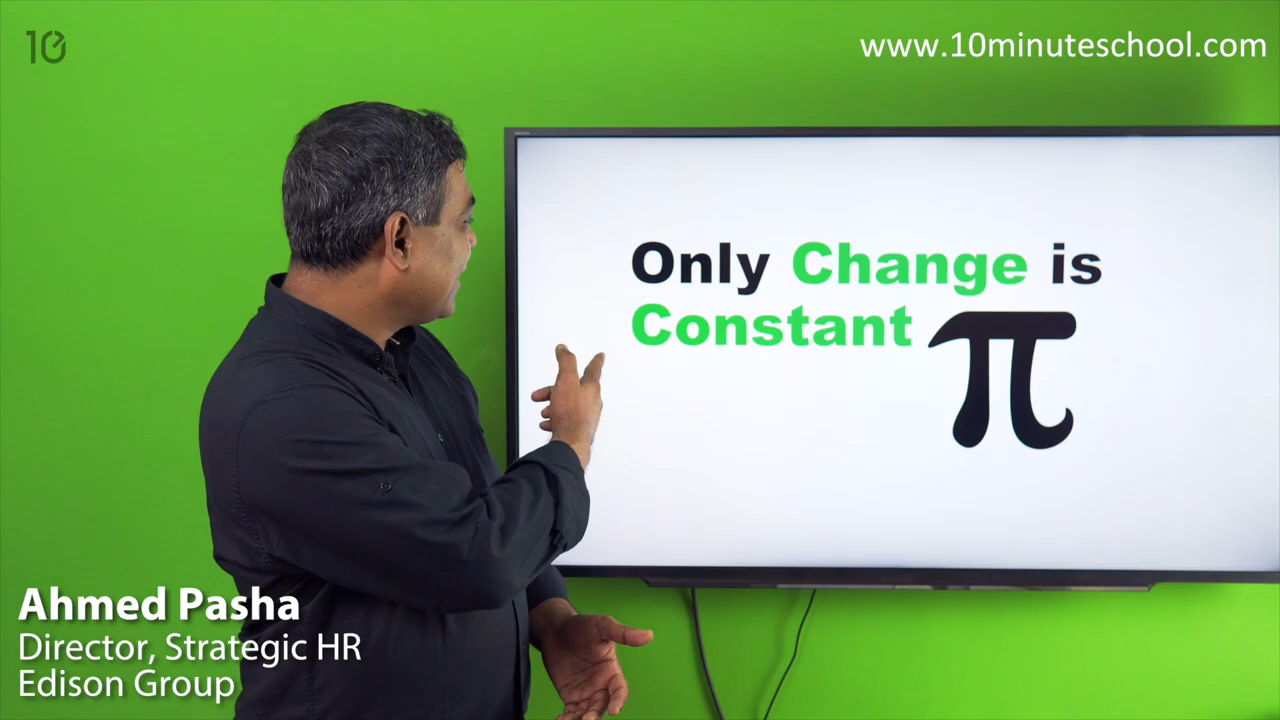 10
www.10minuteschool.com
Only Change is
Constant π
Ahmed Pasha
Director, Strategic HR
Edison Group